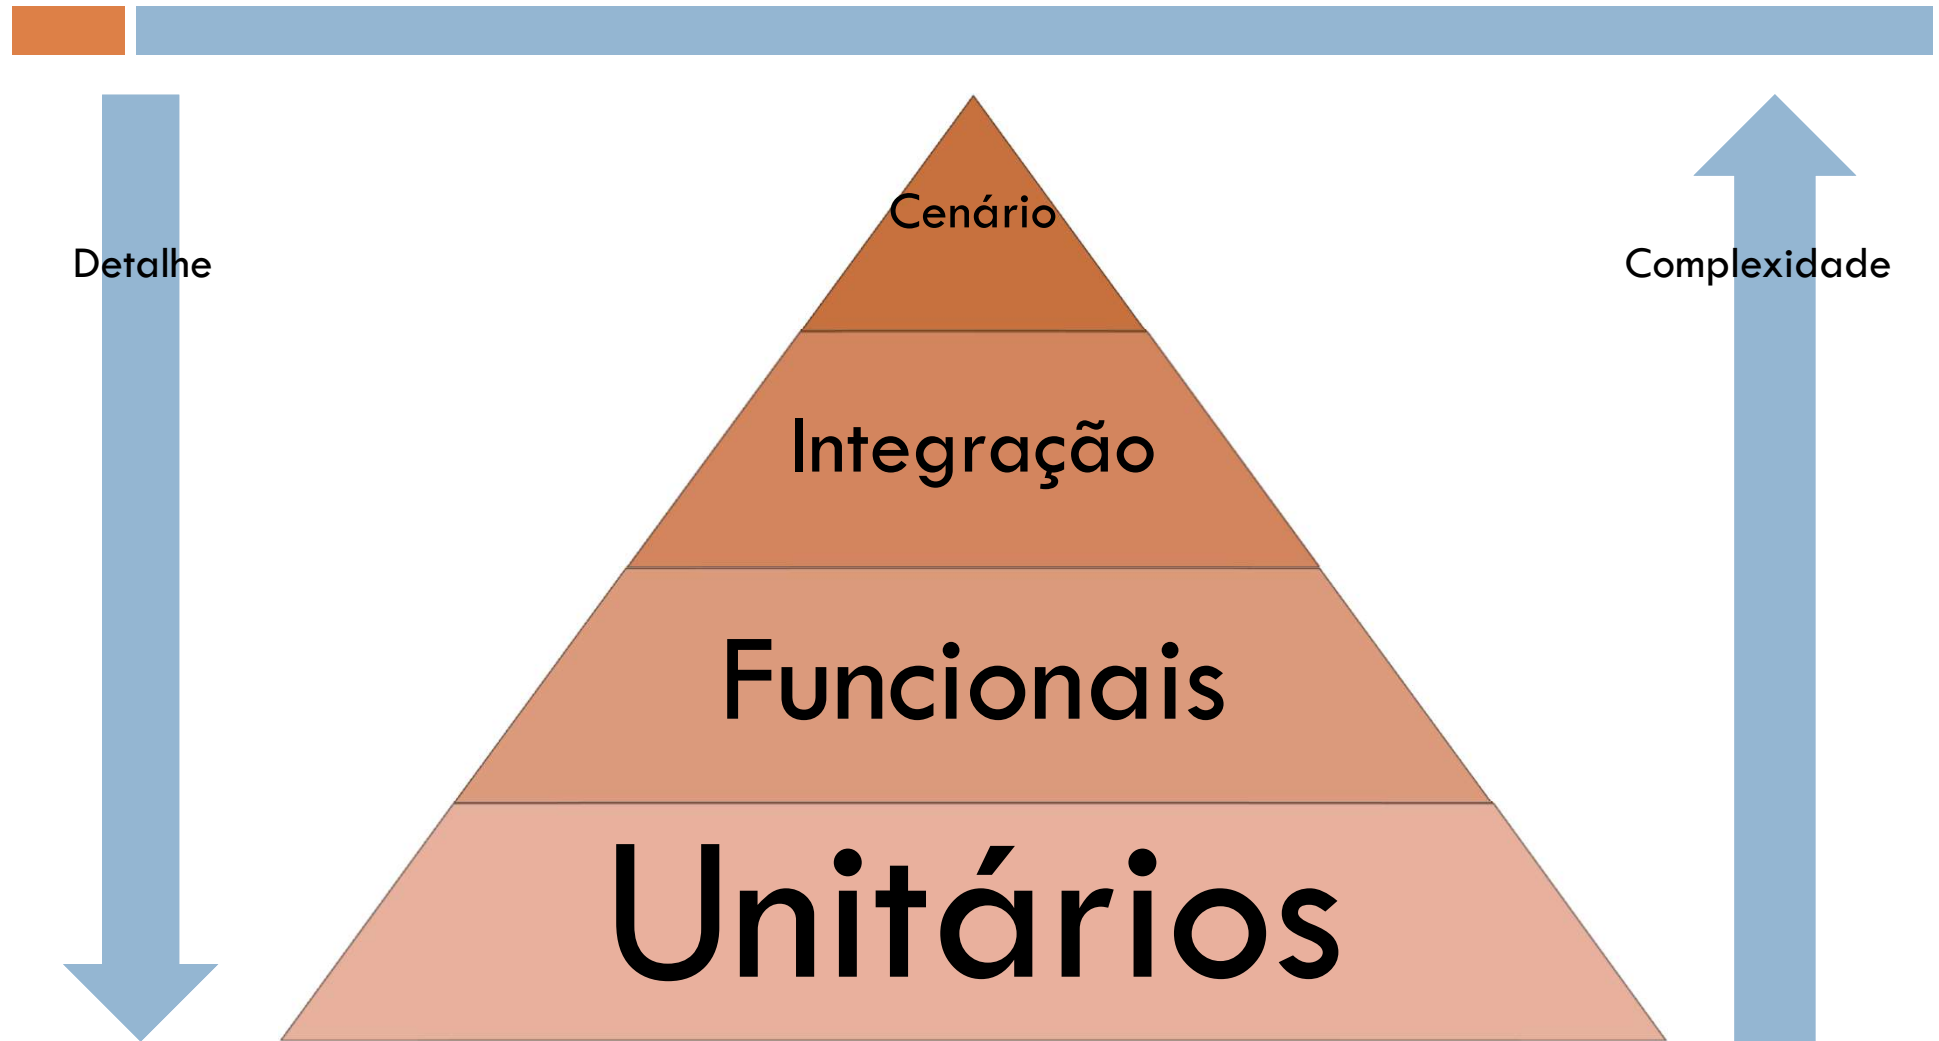 Cenário
Detalhe
Complexidade
Integração
Funcionais
Unitários